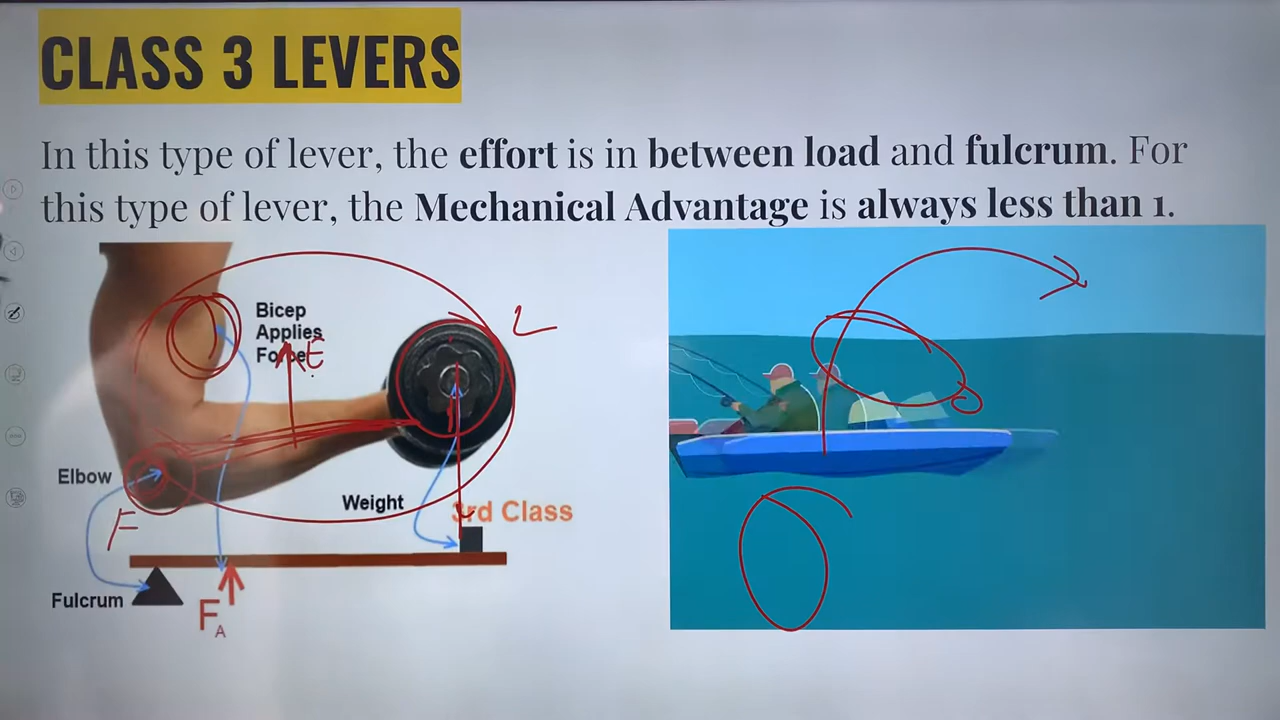 CLASS 3 LEVERS
In this type of lever, the effort is in between load and fulcrum. For
this type of lever, the Mechanical Advantage is always less than 1.
Bicep
Applies
Force
E
L
Elbow
F
Weight
3rd Class
Fulcrum
FA